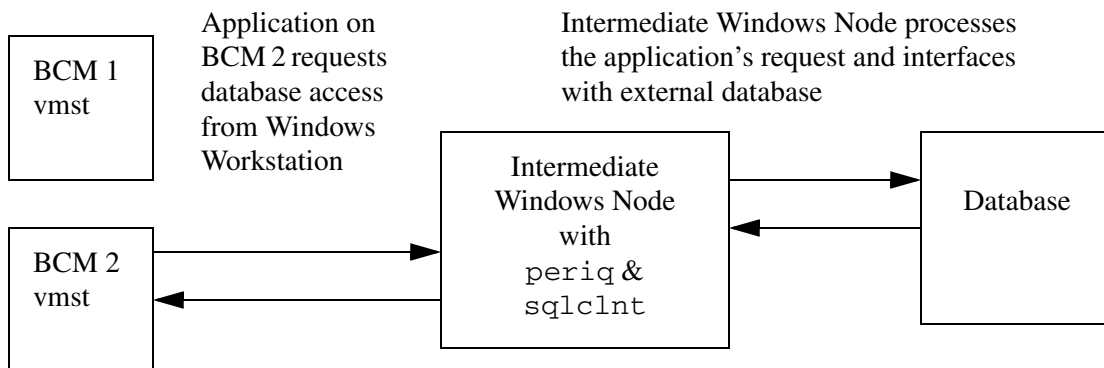 BCM 1
vmst
Application on
BCM 2 requests
database access
from Windows
Workstation
Intermediate Windows Node processes
the application’s request and interfaces
with external database
BCM 2
vmst
Intermediate
Windows Node
with
periq &
sqlclnt
Database